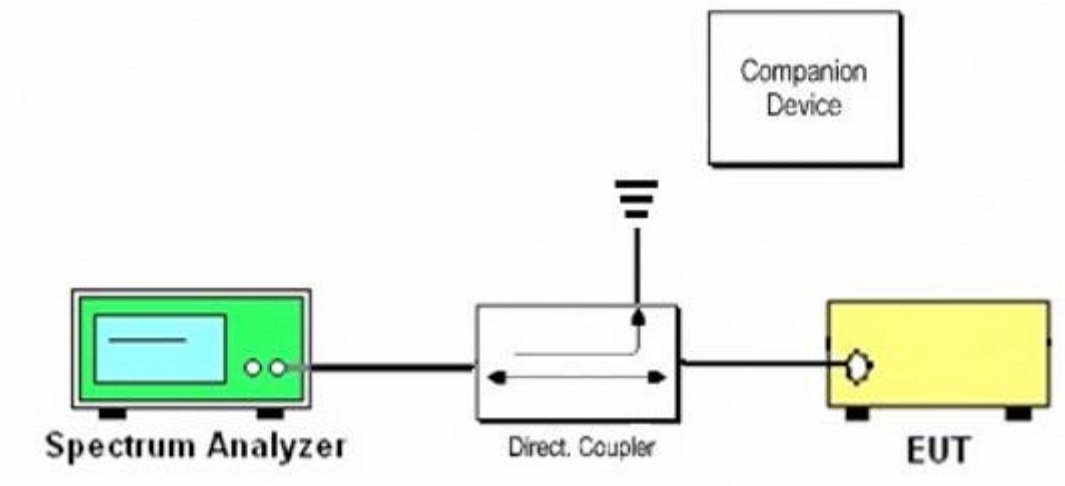 Companion
Device
Spectrum Analyzer
Direct. Coupler
EUT